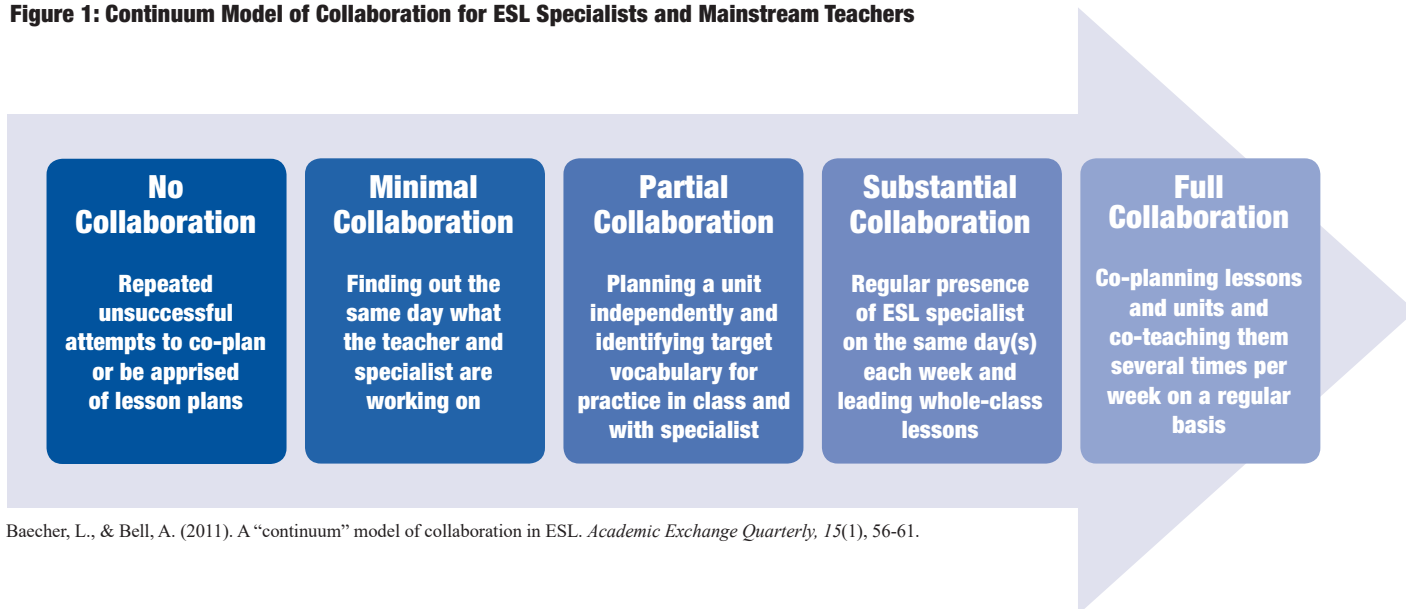 Figure 1: Continuum Model of Collaboration for ESL Specialists and Mainstream Teachers
No
Collaboration
Repeated
unsuccessful
attempts to co-plan
or be apprised
of lesson plans
Minimal
Collaboration
Finding out the
same day what
the teacher and
specialist are
working on
Partial
Collaboration
Planning a unit
independently and
identifying target
vocabulary for
practice in class and
with specialist
Substantial
Collaboration
Regular presence
of ESL specialist
on the same day(s)
each week and
leading whole-class
lessons
Full
Collaboration
Co-planning lessons
and units and
co-teaching them
several times per
week on a regular
basis
Baecher, L., & Bell, A. (2011). A “continuum” model of collaboration in ESL. Academic Exchange Quarterly, 15(1), 56-61.